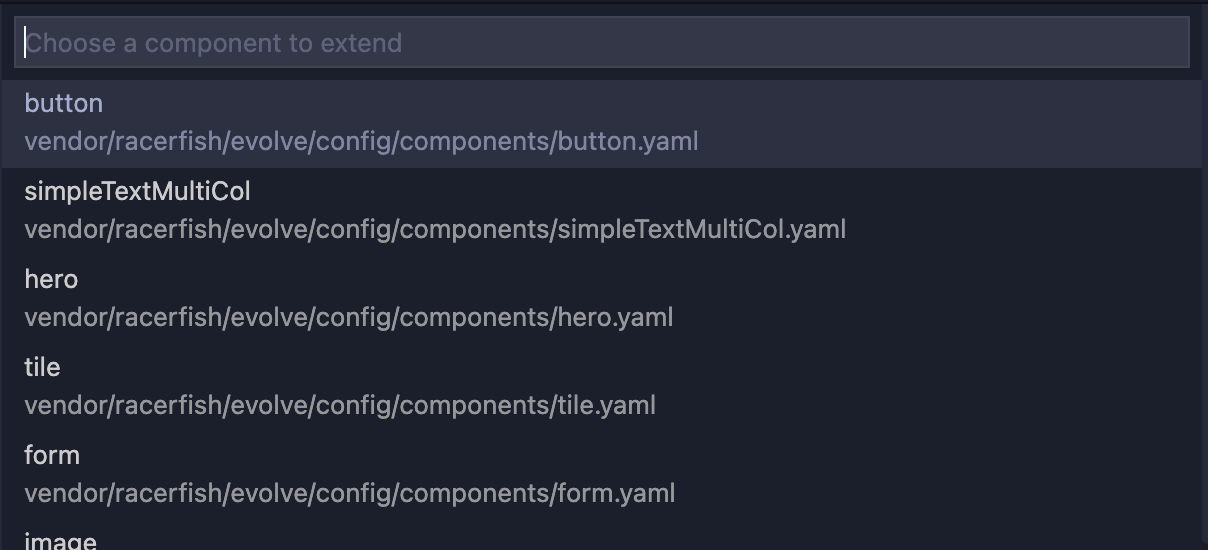 Choose a component to extend
button
vendor/racerfish/evolve/config/components/button.yaml
simpleTextMultiCol
vendor/racerfish/evolve/config/components/simpleTextMultiCol.yaml
hero
vendor/racerfish/evolve/config/components/hero.yaml
tile
vendor/racerfish/evolve/config/components/tile.yaml
form
vendor/racerfish/evolve/config/components/form.yaml
image